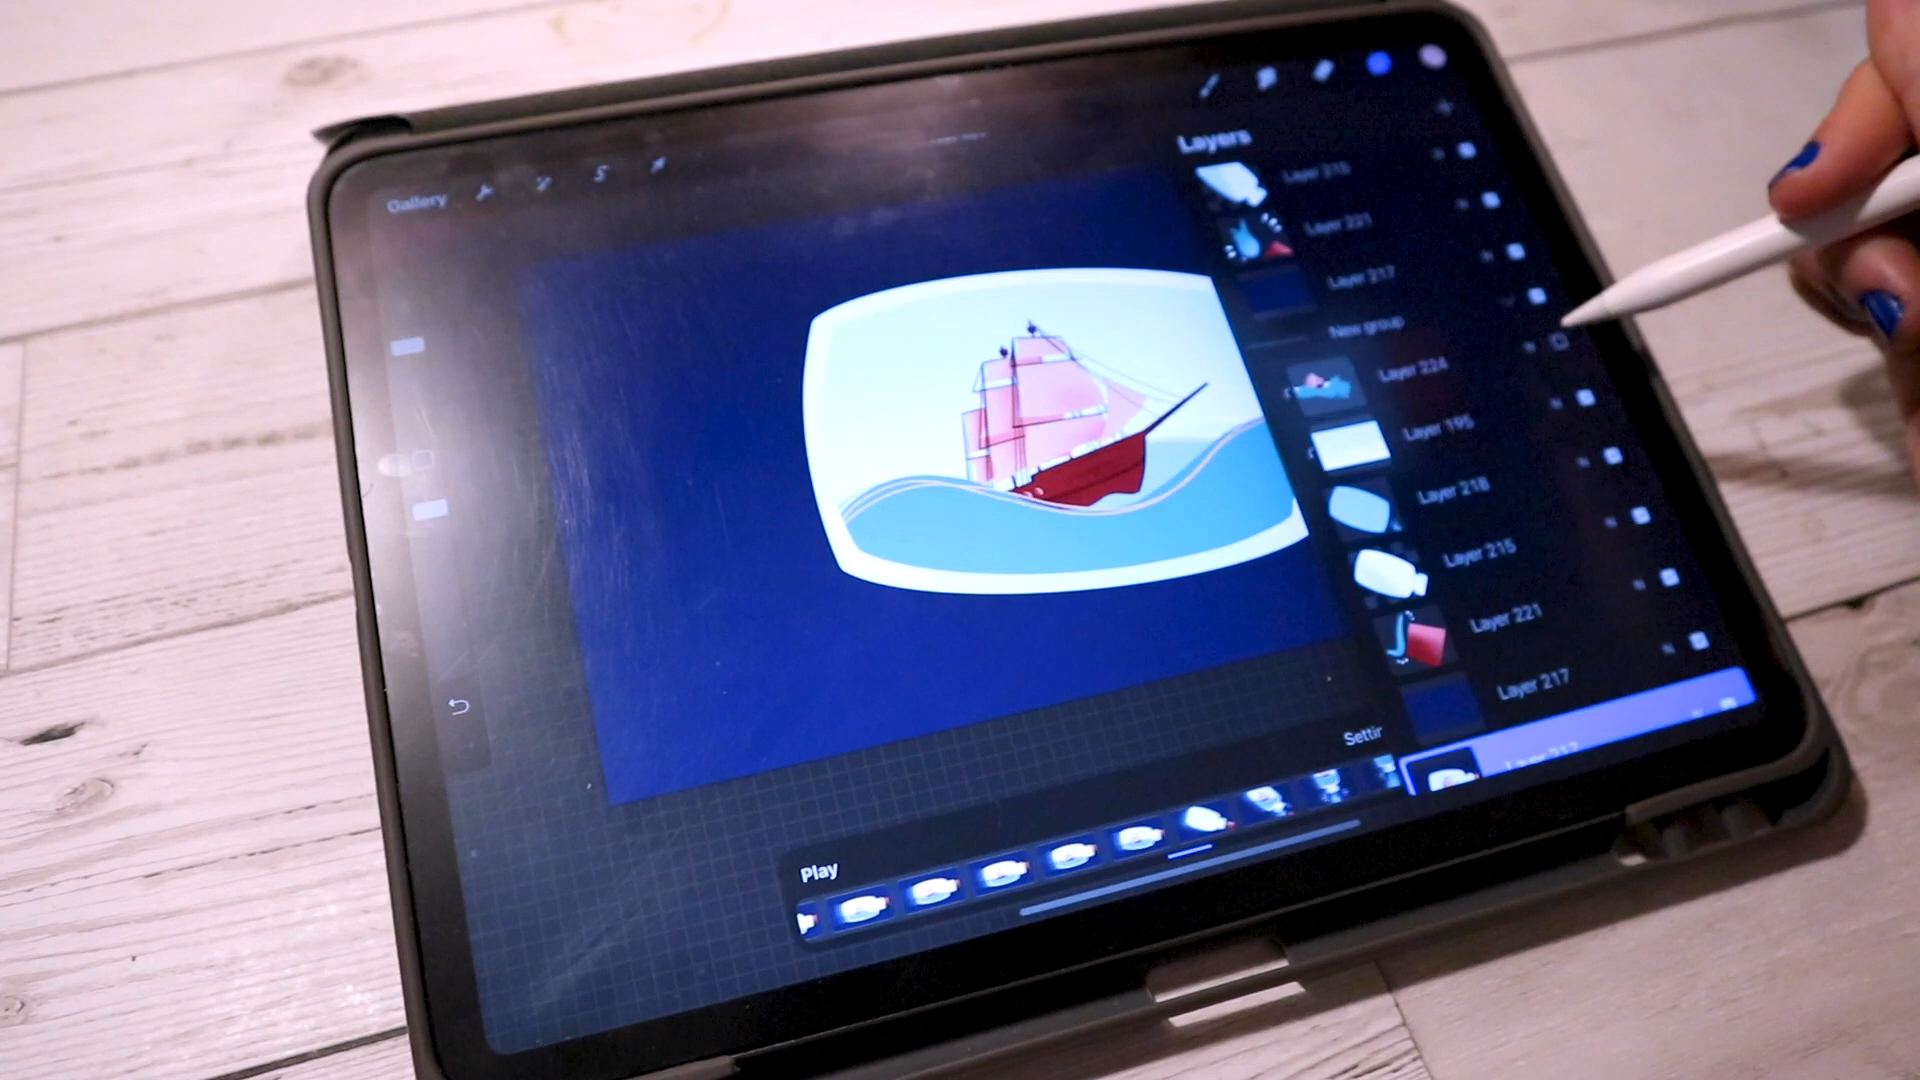 Gallery
Layers
Layer 215
Layer 221
Layer 217
New group
Layer 224
Layer 195
Layer 218
Layer 215
Layer 221
Layer 217
Settin
Play